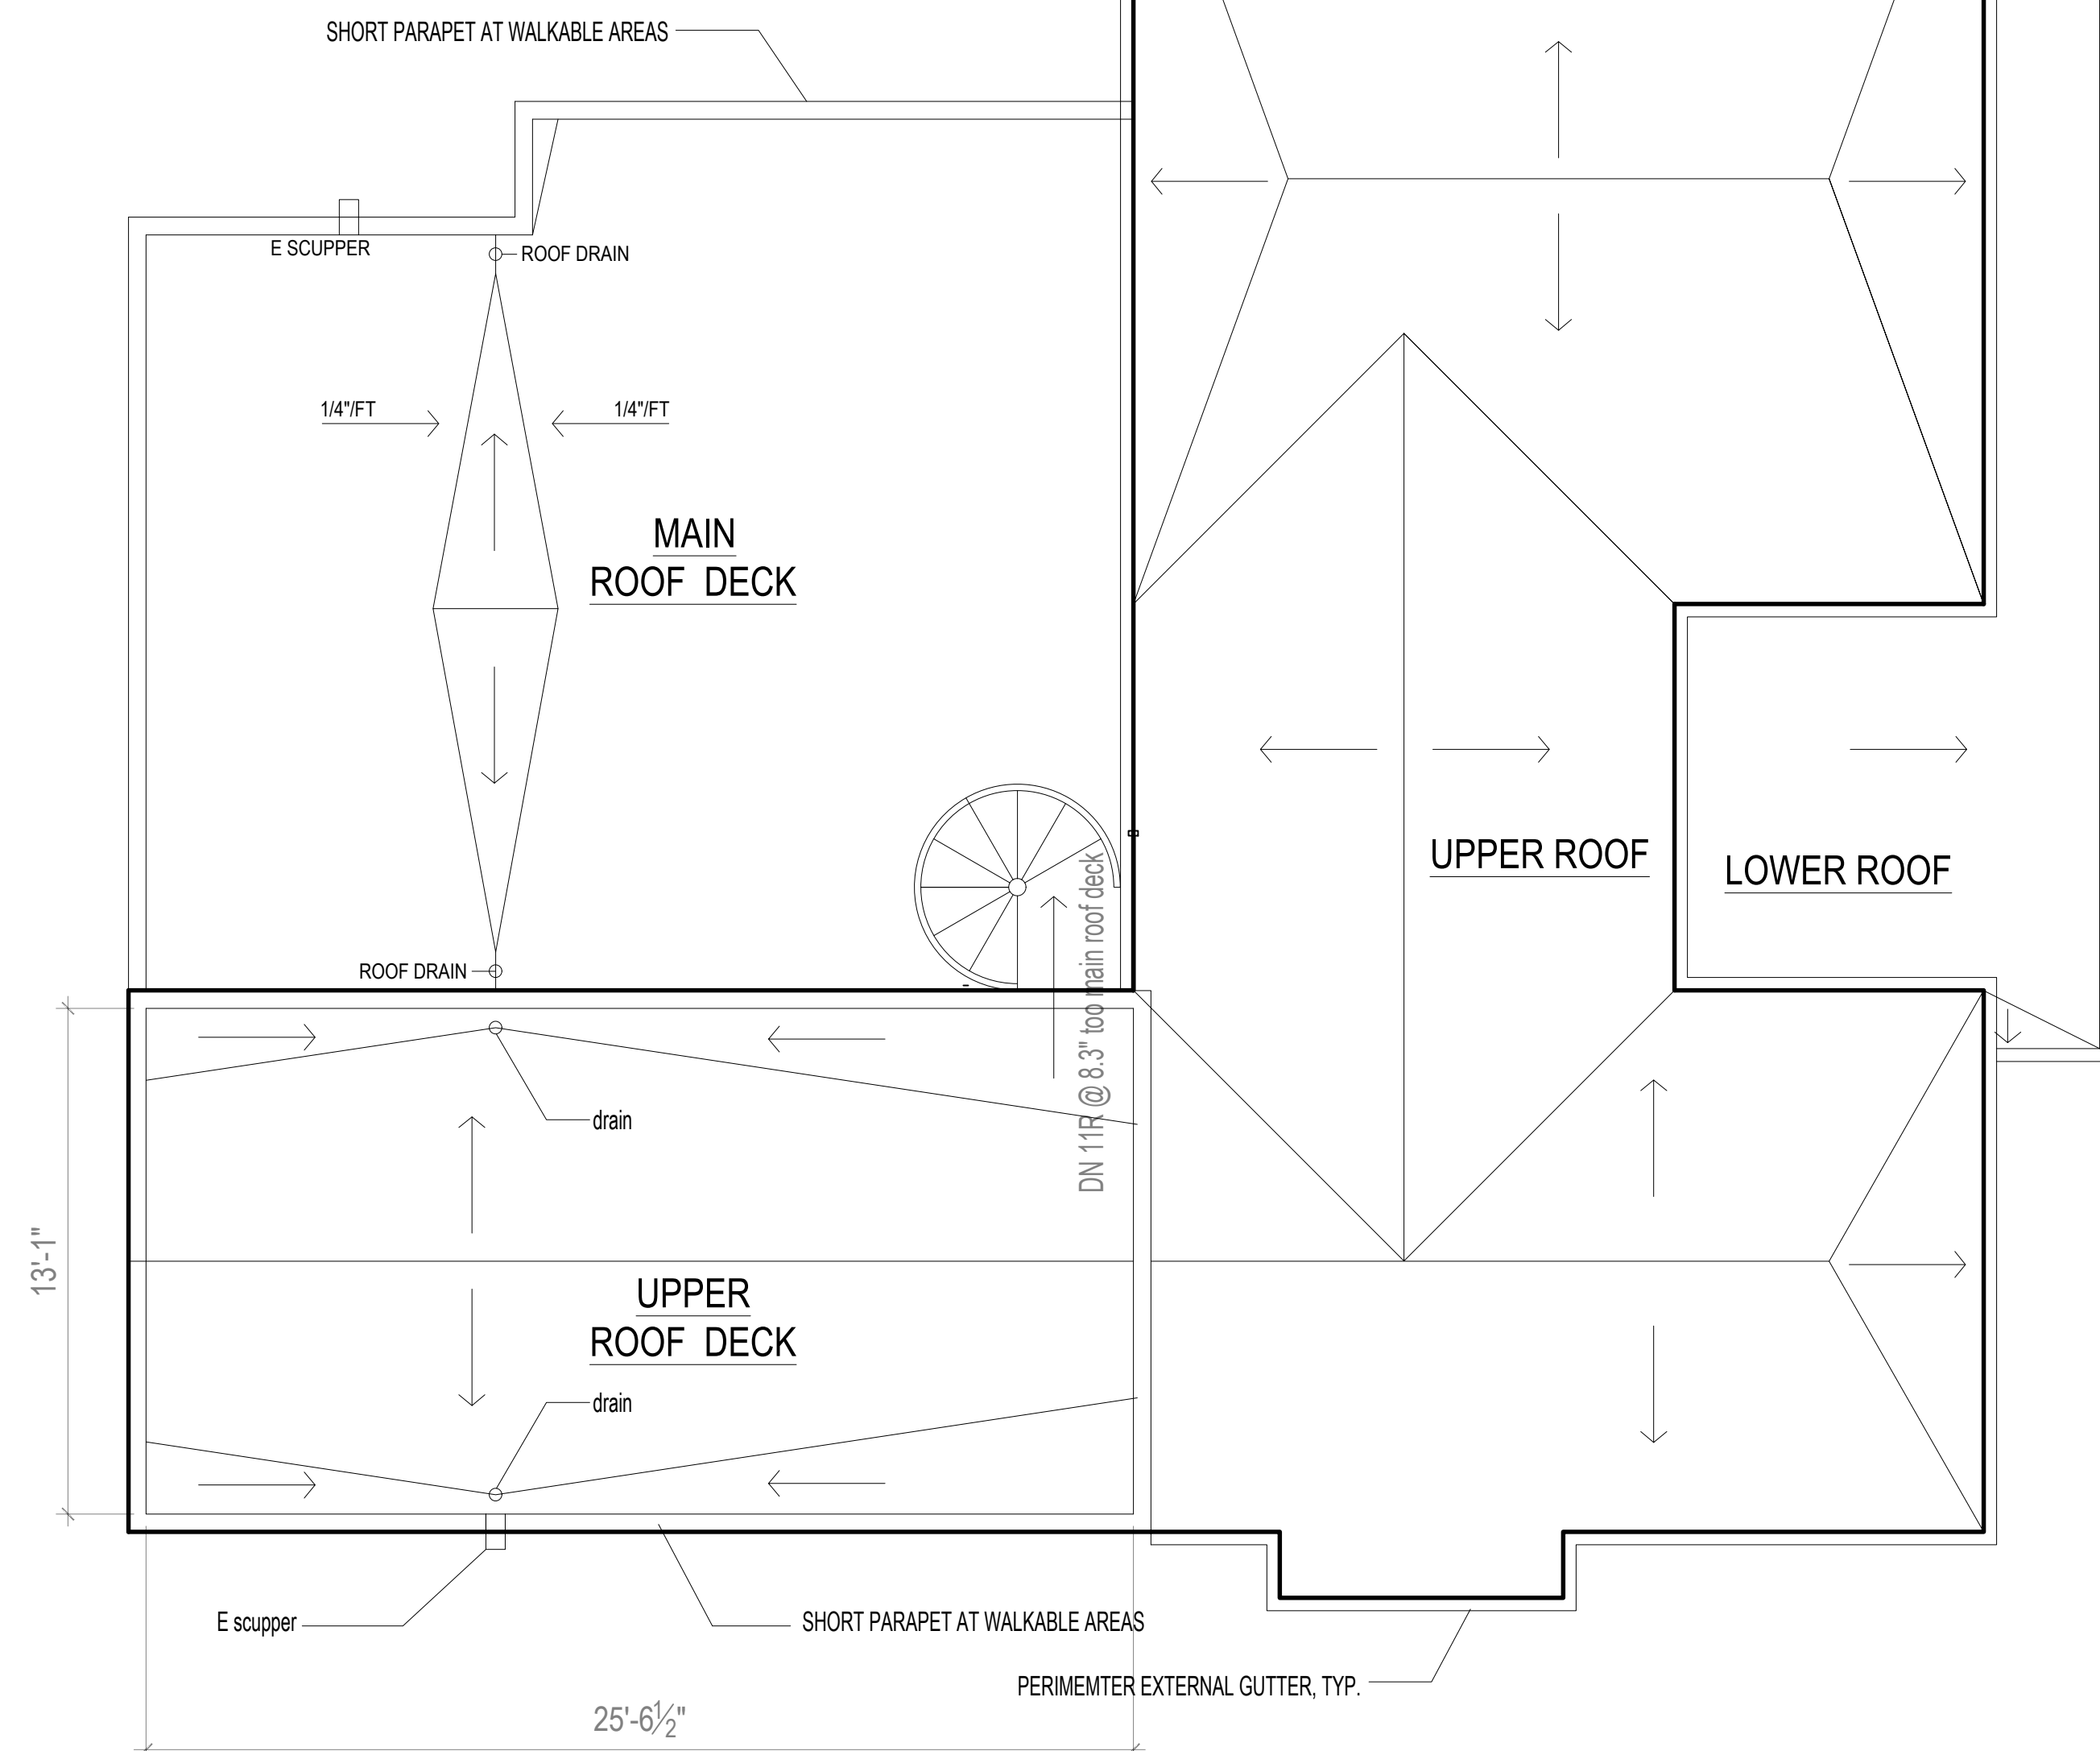 SHORT PARAPET AT WALKABLE AREAS
E SCUPPER
ROOF DRAIN
1/4"/FT
1/4"/FT
MAIN
ROOF DECK
UPPER ROOF
LOWER ROOF
DN 11R @ 8.3" too main roof deck
ROOF DRAIN
drain
13'-1"
UPPER
ROOF DECK
drain
E scupper
SHORT PARAPET AT WALKABLE AREAS
PERIMEMTER EXTERNAL GUTTER, TYP.
25'-6½"